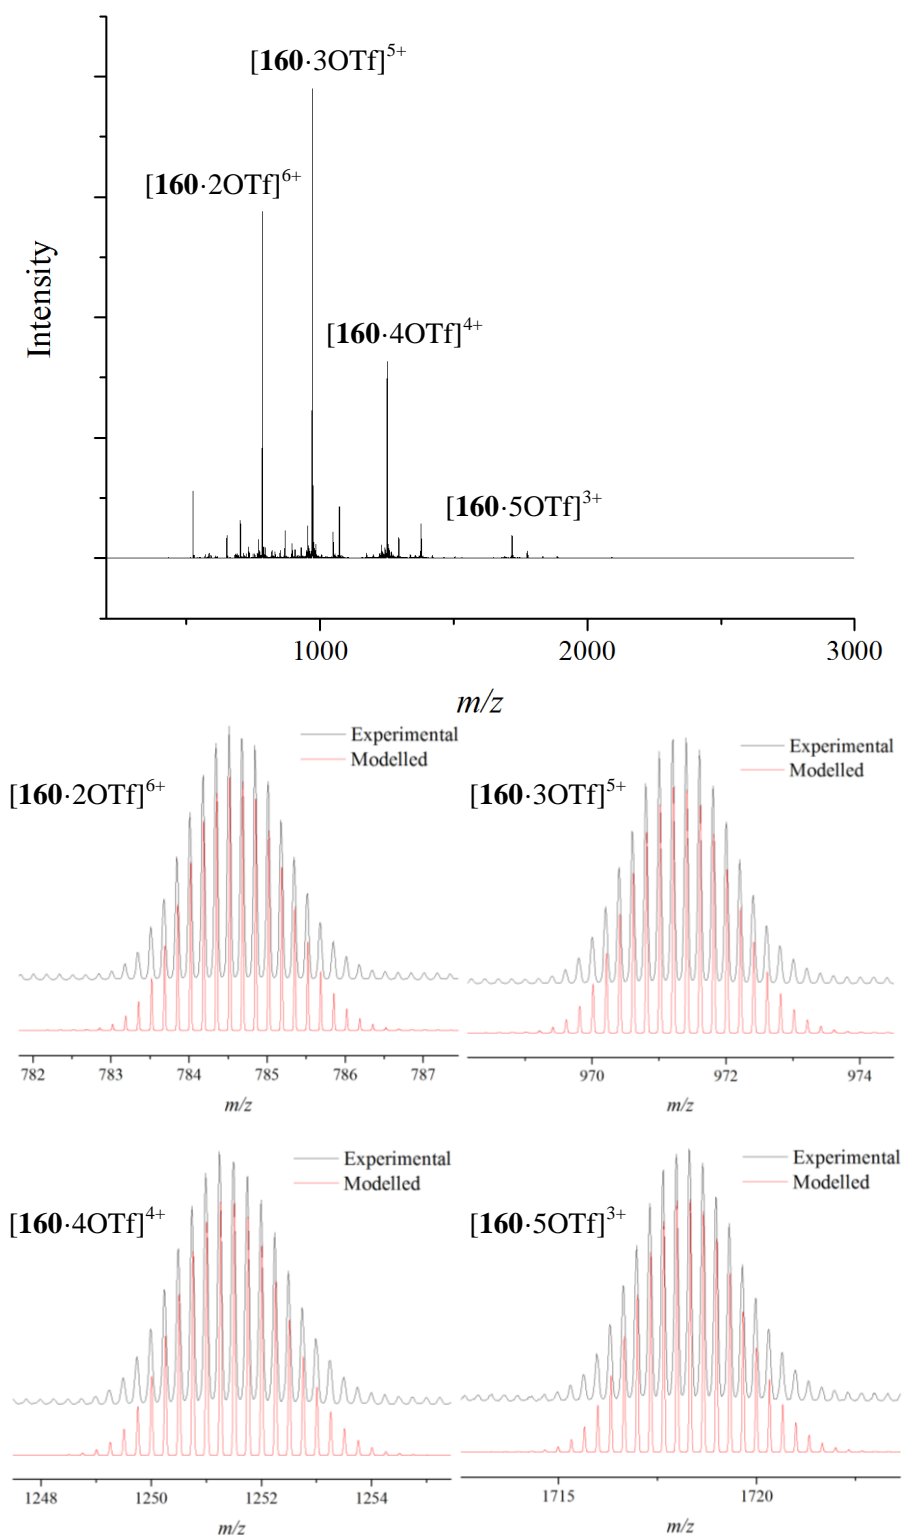 [160·3OTf]5+
[160·2OTf]6+
[160·4OTf]4+
[160·5OTf]3+
Intensity
1000 2000 3000
m/z
Experimental
Modelled
[160·2OTf]6+
782 783 784 785 786 787
m/z
Experimental
Modelled
[160·3OTf]5+
970 972 974
m/z
Experimental
Modelled
[160·4OTf]4+
1248 1250 1252 1254
m/z
Experimental
Modelled
[160·5OTf]3+
1715 1720
m/z